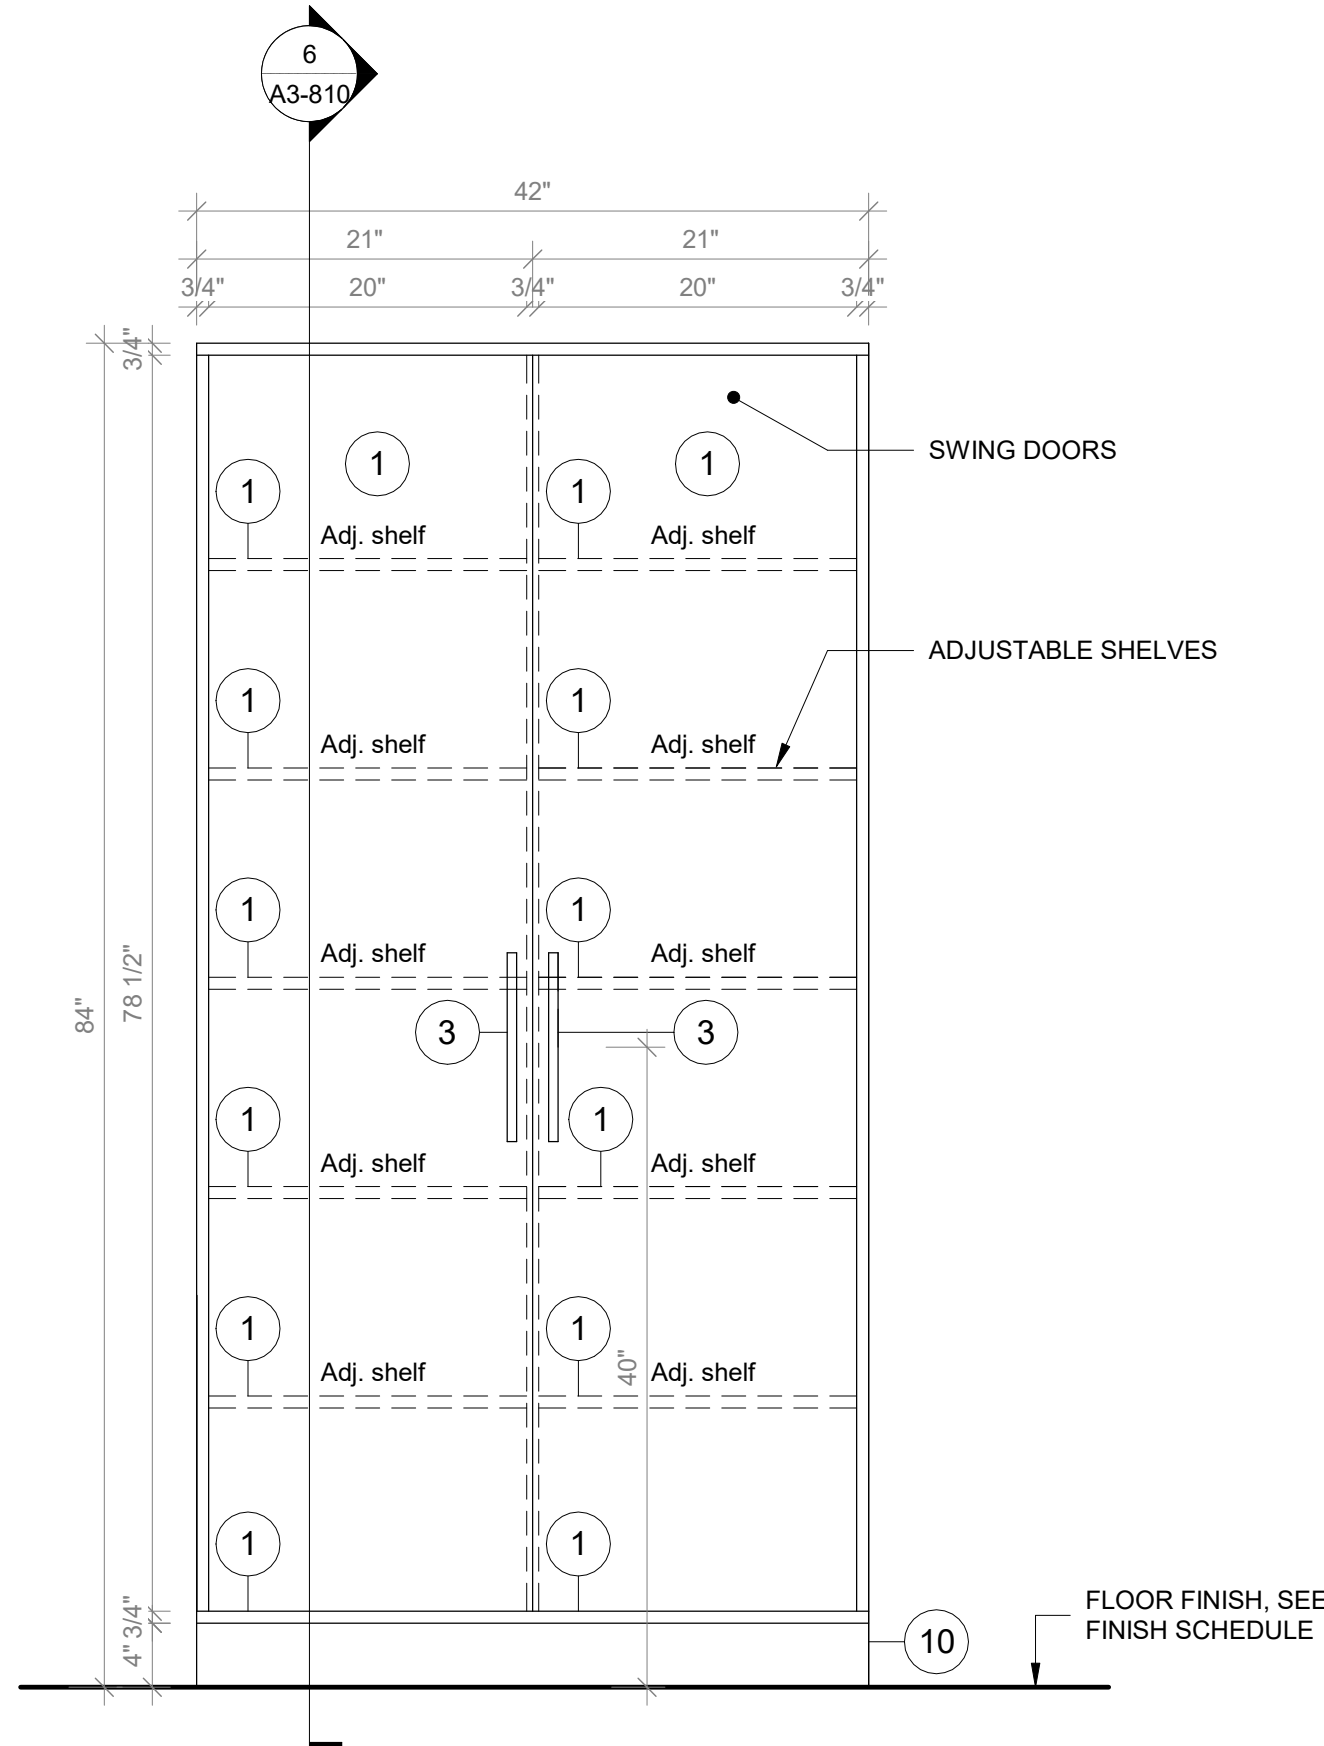 6
A3-810
42"
21" 21"
3/4" 20" 3/4" 20" 3/4"
3/4"
SWING DOORS
1 1
1 1
Adj. shelf Adj. shelf
ADJUSTABLE SHELVES
1 1
Adj. shelf Adj. shelf
1 1
Adj. shelf Adj. shelf
84"
78 1/2"
3 3
1 1
Adj. shelf Adj. shelf
1 1
40"
Adj. shelf Adj. shelf
1 1
4" 3/4"
10
FLOOR FINISH, SEE
FINISH SCHEDULE